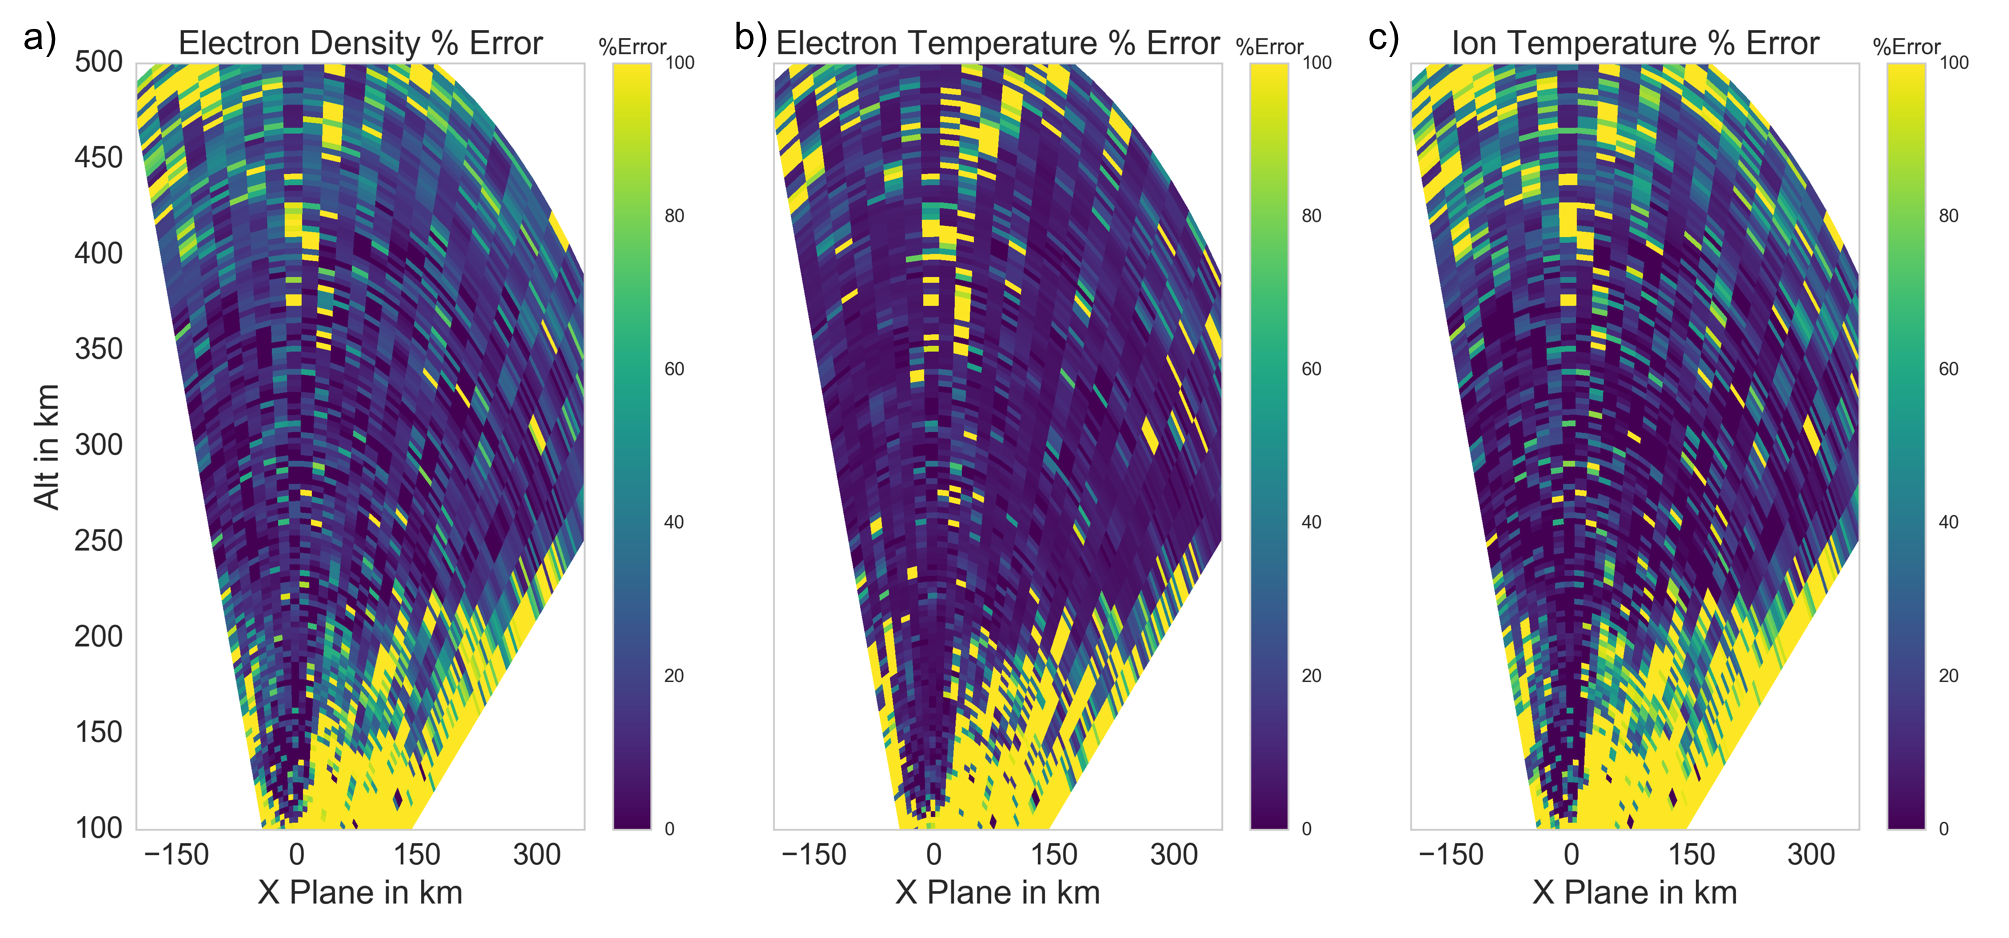 a) Electron Density % Error %Error
b) Electron Temperature % Error %Error
c) Ion Temperature % Error %Error
500
450
400
350
300
250
200
150
100
Alt in km
−150 0 150 300
X Plane in km
100
80
60
40
20
0
−150 0 150 300
X Plane in km
100
80
60
40
20
0
−150 0 150 300
X Plane in km
100
80
60
40
20
0